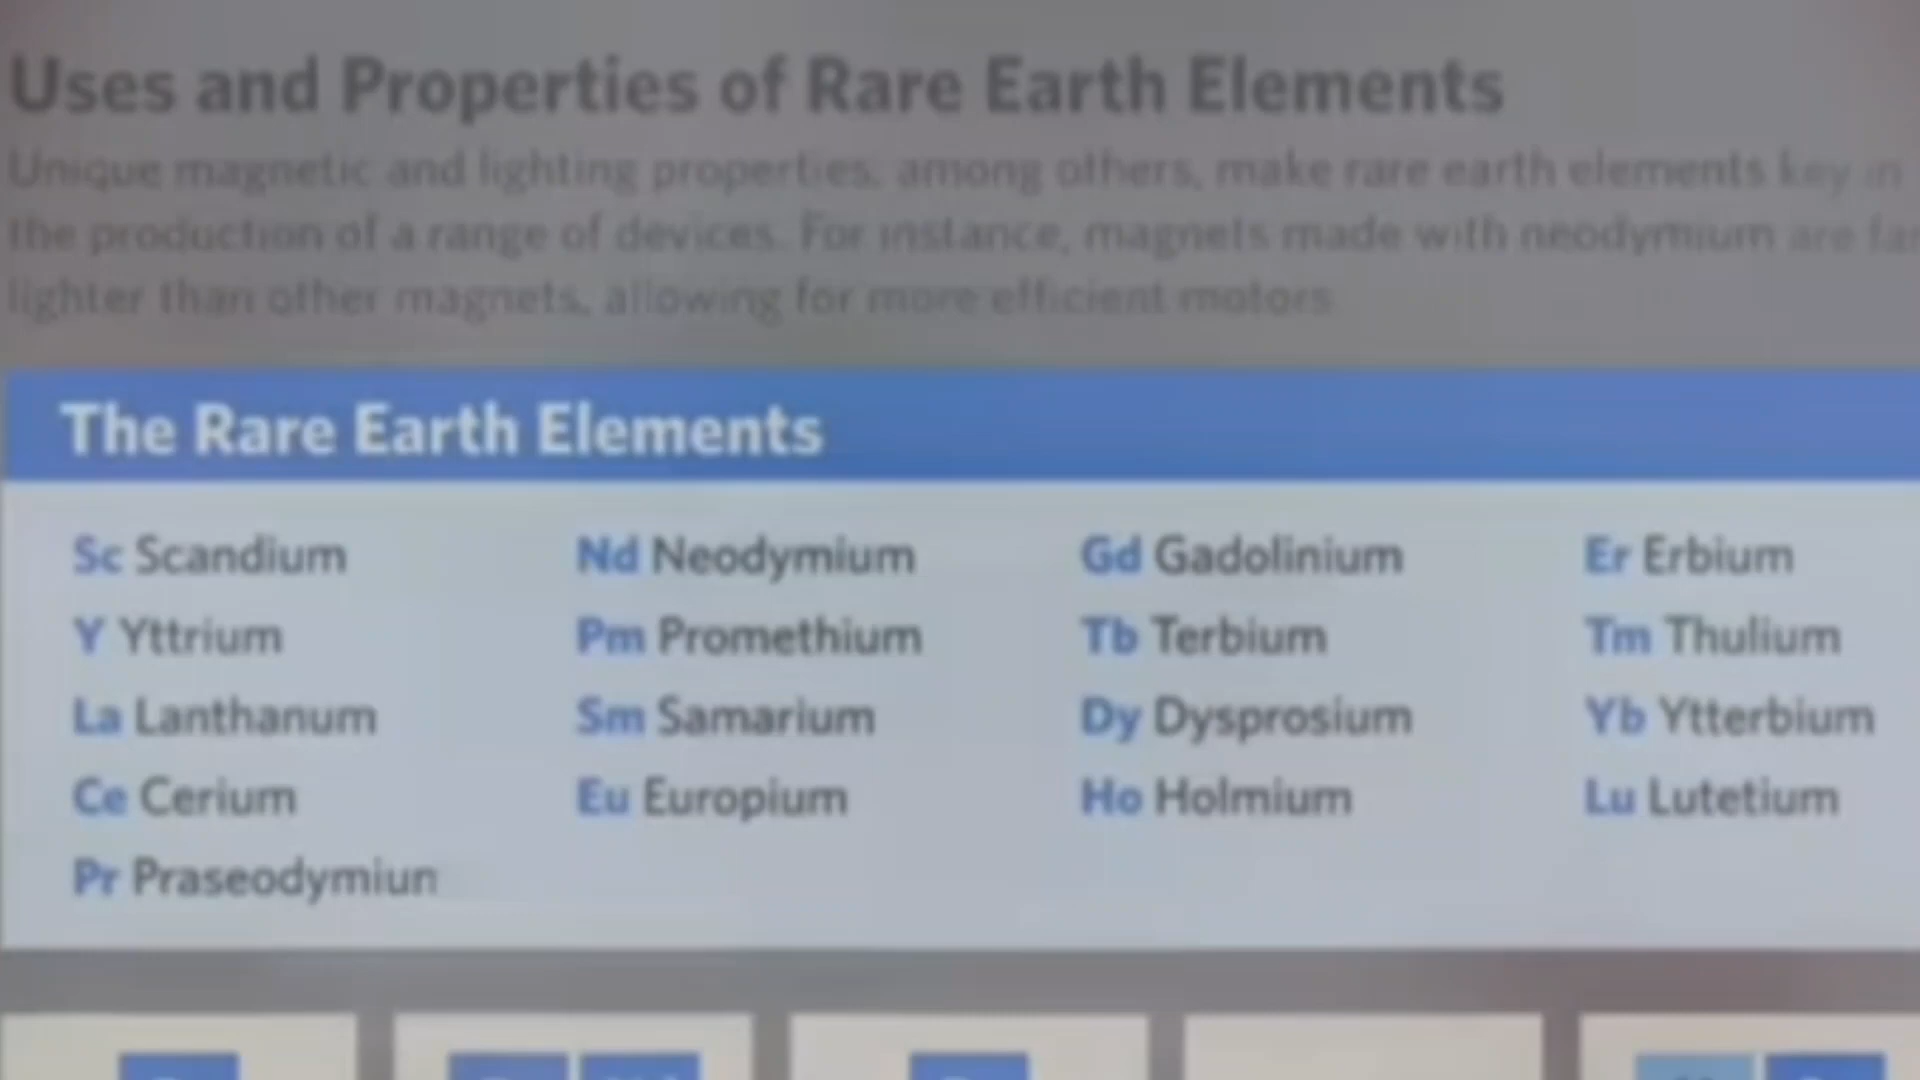 Uses and Properties of Rare Earth Elements
Unique magnetic and lighting properties, among others, make rare earth elements key in
the production of a range of devices. For instance, magnets made with neodymium are far
lighter than other magnets, allowing for more efficient motors.
The Rare Earth Elements
Sc Scandium Nd Neodymium Gd Gadolinium Er Erbium
Y Yttrium Pm Promethium Tb Terbium Tm Thulium
La Lanthanum Sm Samarium Dy Dysprosium Yb Ytterbium
Ce Cerium Eu Europium Ho Holmium Lu Lutetium
Pr Praseodymiun